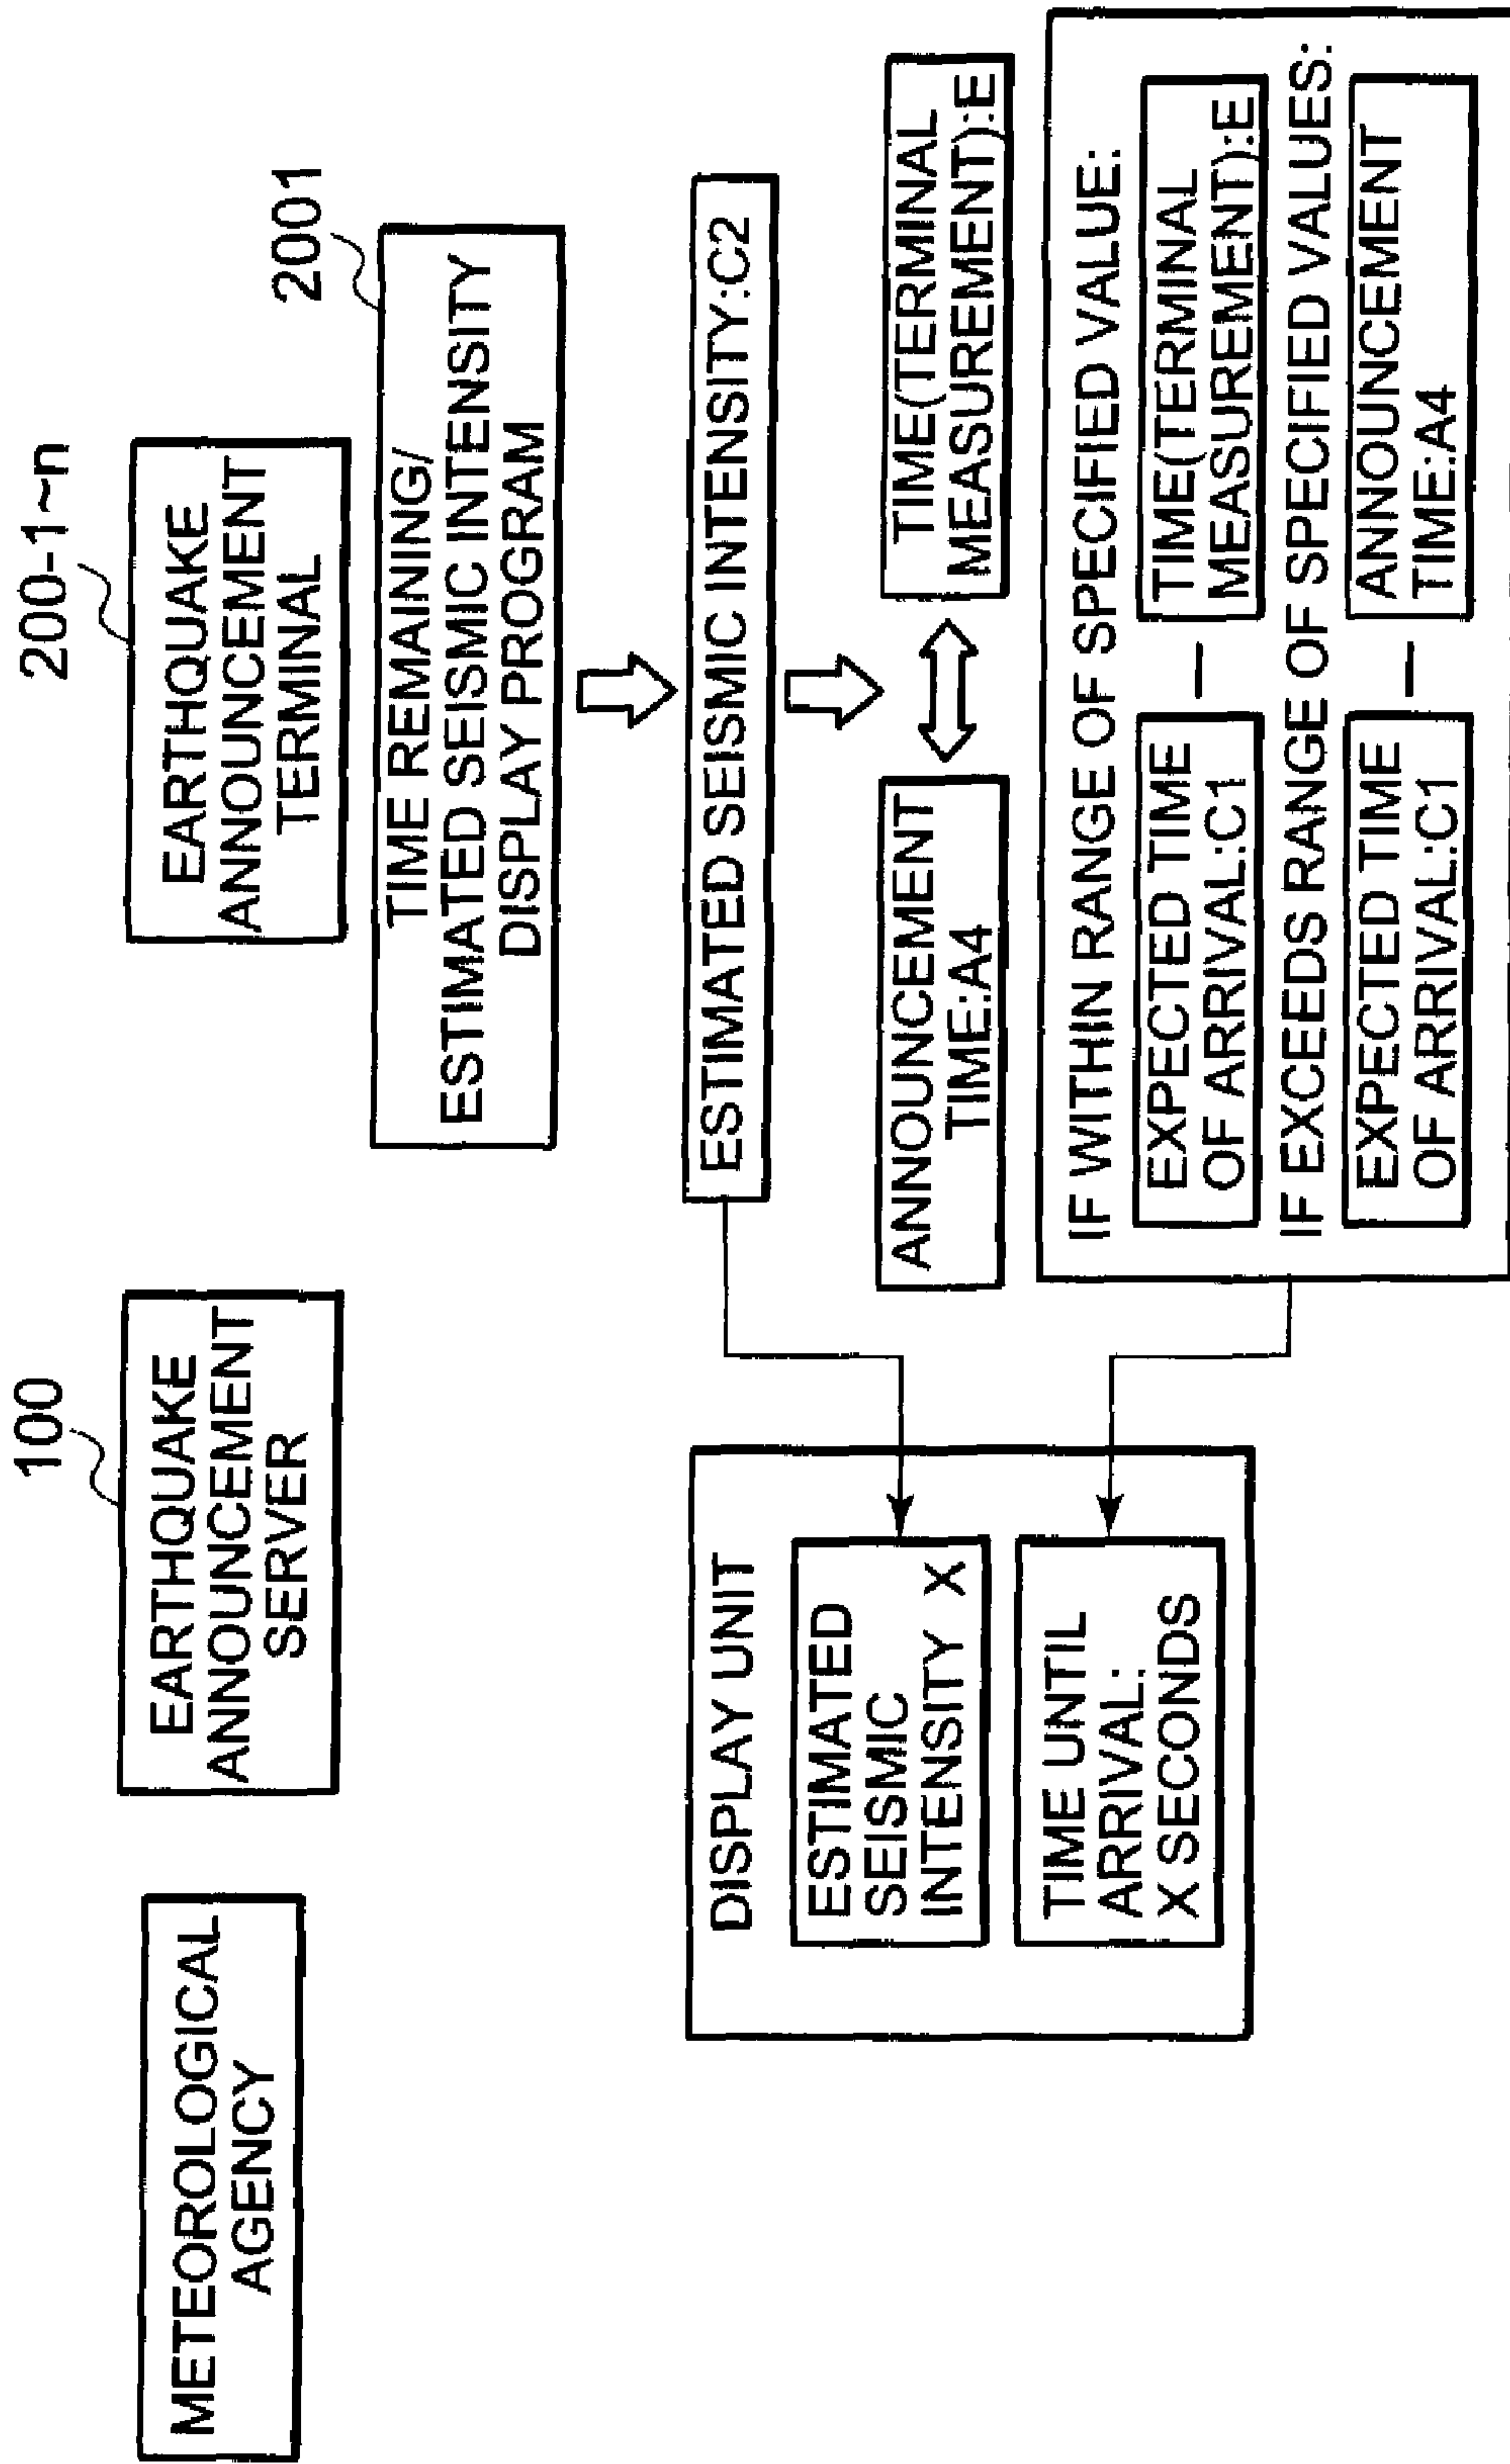 METEOROLOGICAL
AGENCY
100
EARTHQUAKE
ANNOUNCEMENT
SERVER
200-1~n
EARTHQUAKE
ANNOUNCEMENT
TERMINAL
2001
TIME REMAINING/
ESTIMATED SEISMIC INTENSITY
DISPLAY PROGRAM
ESTIMATED SEISMIC INTENSITY:C2
ANNOUNCEMENT
TIME:A4
TIME(TERMINAL
MEASUREMENT):E
IF WITHIN RANGE OF SPECIFIED VALUE:
EXPECTED TIME
OF ARRIVAL:C1
—
TIME(TERMINAL
MEASUREMENT):E
IF EXCEEDS RANGE OF SPECIFIED VALUES:
EXPECTED TIME
OF ARRIVAL:C1
—
ANNOUNCEMENT
TIME:A4
DISPLAY UNIT
ESTIMATED
SEISMIC
INTENSITY X
TIME UNTIL
ARRIVAL:
X SECONDS